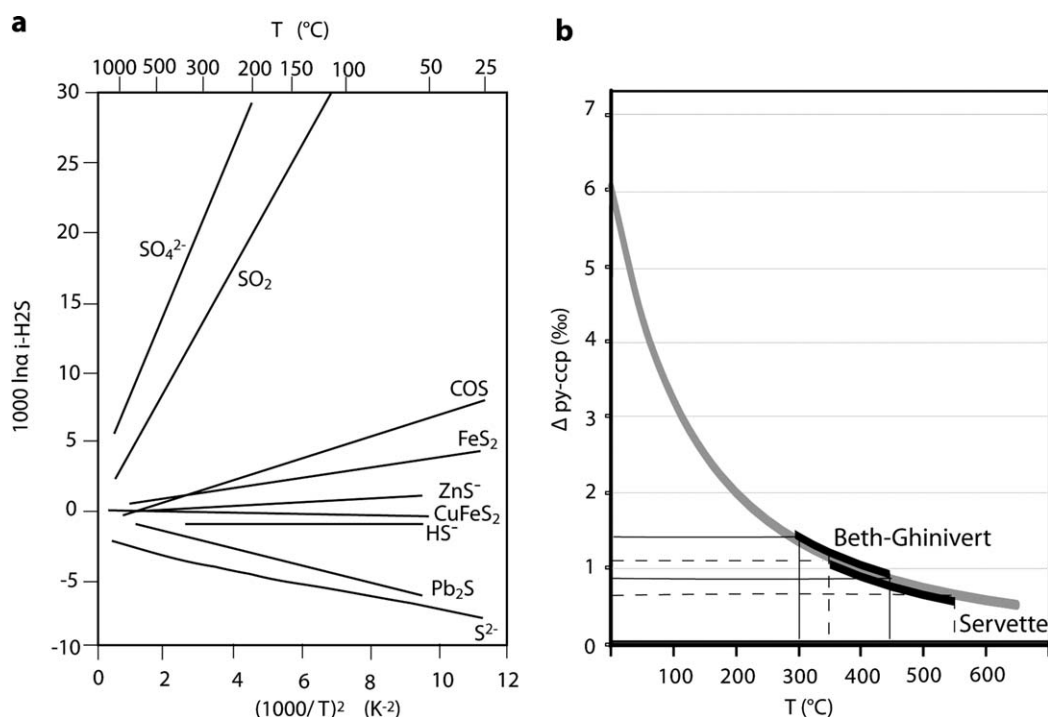 a
T (°C)
1000 500 300 200 150 100 50 25
30
25
20
15
10
5
0
-5
-10
1000 lnα i-H2S
SO₄²⁻
SO₂
COS
FeS₂
ZnS⁻
CuFeS₂
HS⁻
Pb₂S
S²⁻
0 2 4 6 8 10 12
(1000/T)² (K⁻²)
b
7
6
5
4
3
2
1
0
Δ py-ccp (‰)
Beth-Ghinivert
Servette
100 200 300 400 500 600
T (°C)